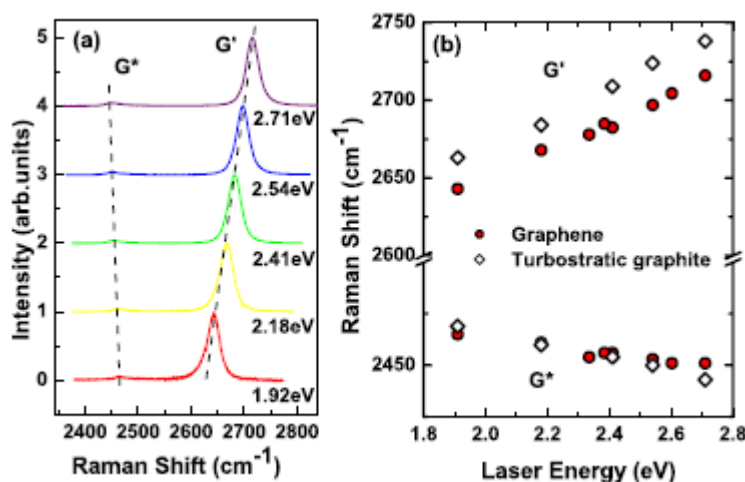 (a)
G*
G'
5
4
3
2
1
0
2.71eV
2.54eV
2.41eV
2.18eV
1.92eV
2400 2500 2600 2700 2800
Raman Shift (cm⁻¹)
Intensity (arb.units)
(b)
G'
2750
2700
2650
2600
2450
Graphene
Turbostratic graphite
G*
1.8 2.0 2.2 2.4 2.6 2.8
Laser Energy (eV)
Raman Shift (cm⁻¹)